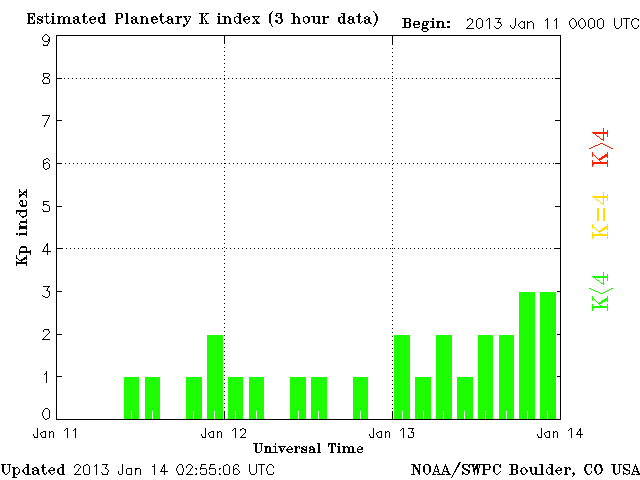 Estimated Planetary K index (3 hour data) Begin: 2013 Jan 11 0000 UTC
9
8
7
6
5
4
3
2
1
0
Kp index
K>4
K=4
K<4
Jan 11 Jan 12 Jan 13 Jan 14
Universal Time
Updated 2013 Jan 14 02:55:06 UTC NOAA/SWPC Boulder, CO USA